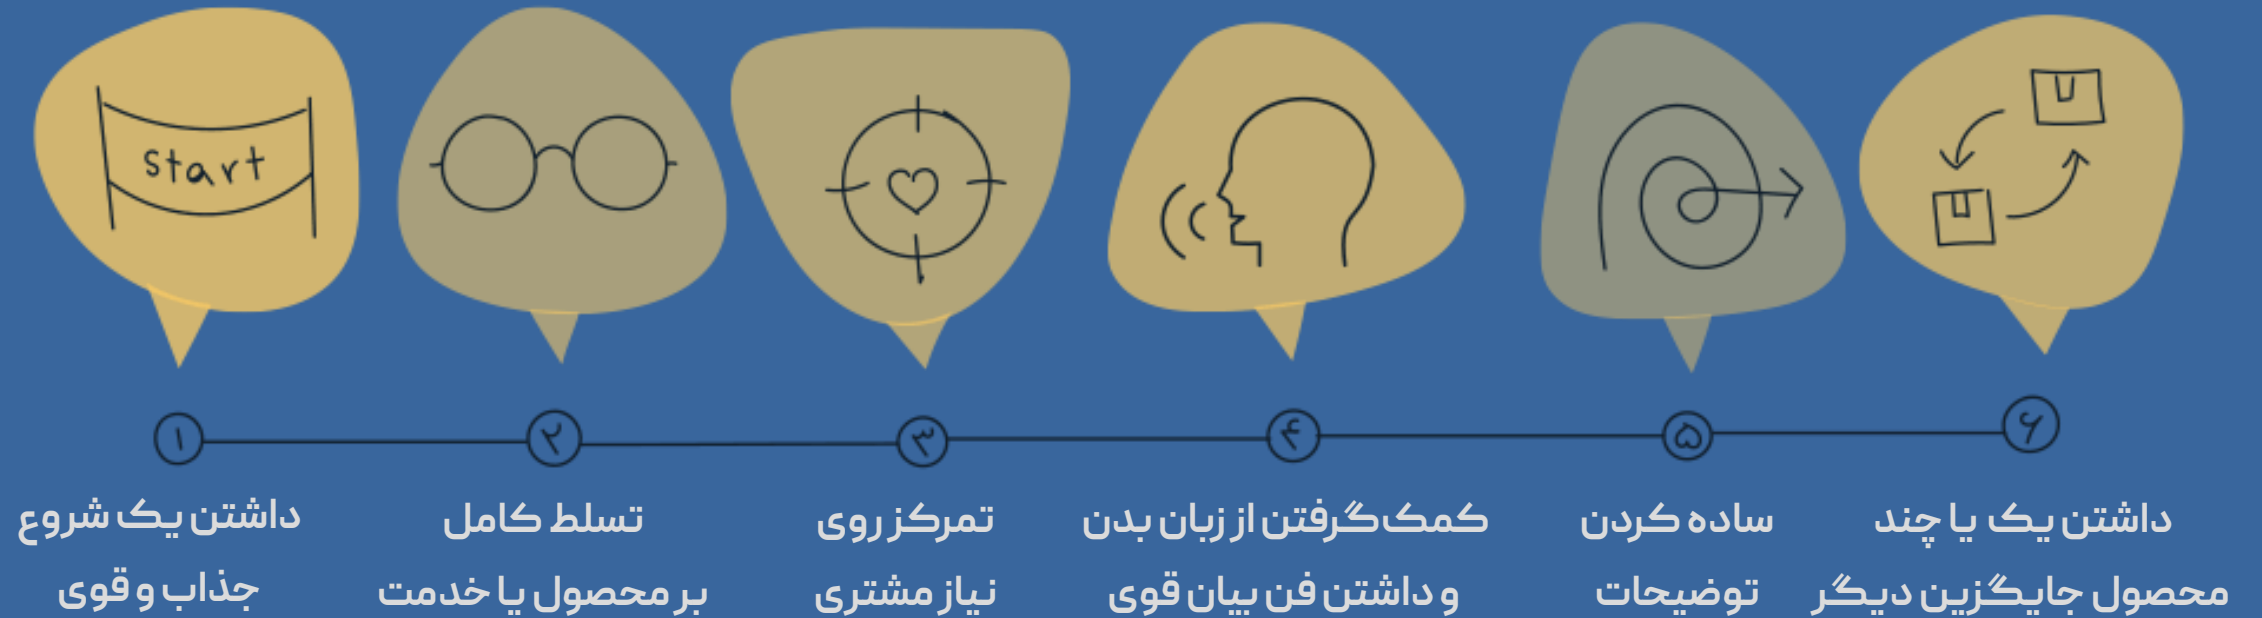 start
۱
داشتن یک شروع
جذاب و قوی
۲
تسلط کامل
بر محصول یا خدمت
۳
تمرکز روی
نیاز مشتری
۴
کمک‌گرفتن از زبان بدن
و داشتن فن بیان قوی
۵
ساده کردن
توضیحات
۶
داشتن یک یا چند
محصول جایگزین دیگر